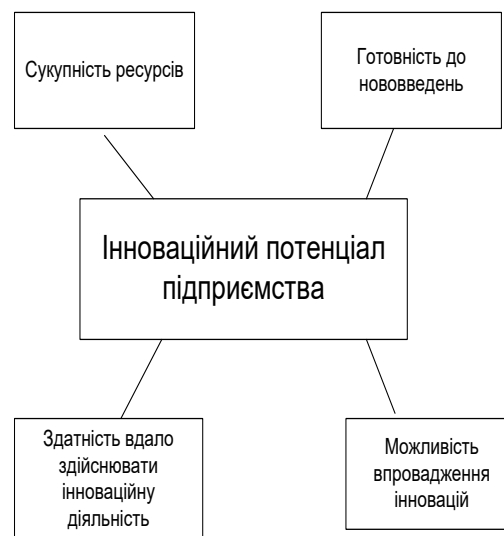 Сукупність ресурсів
Готовність до
нововведень
Інноваційний потенціал
підприємства
Здатність вдало
здійснювати
інноваційну
діяльність
Можливість
впровадження
інновацій